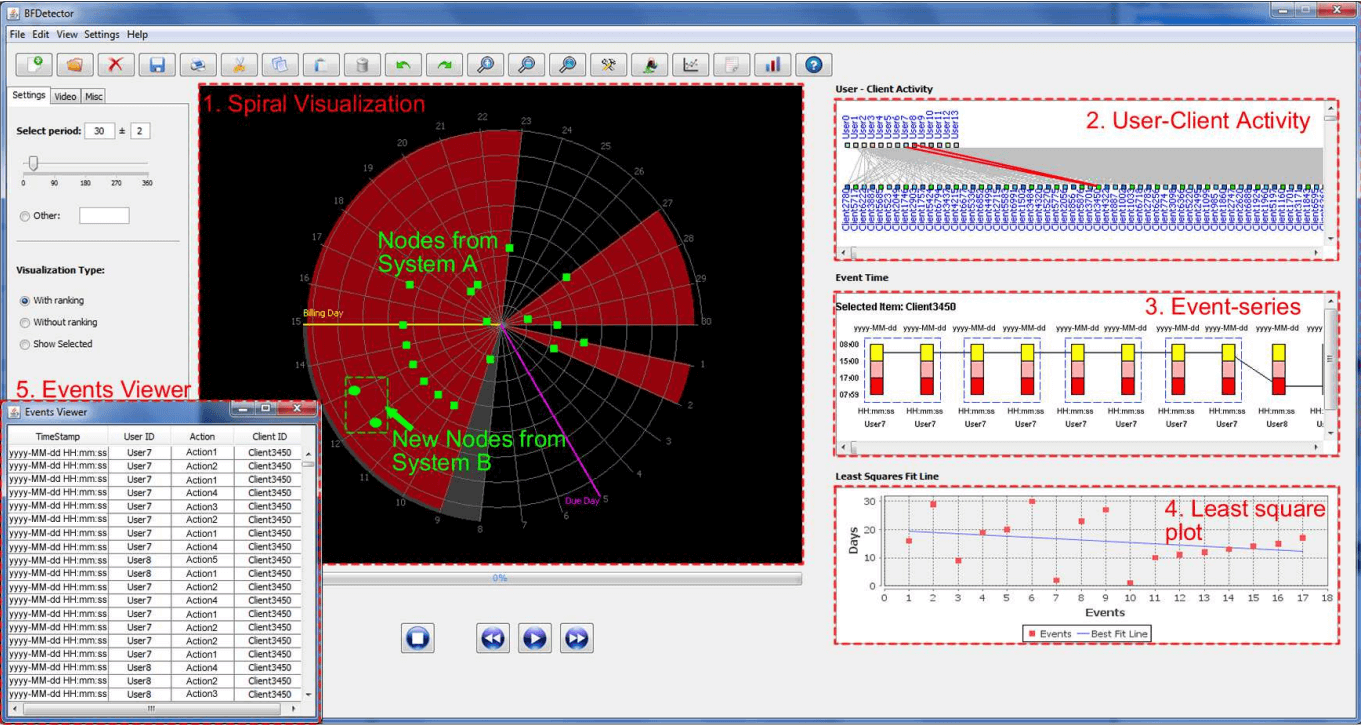 BFDetector
File Edit View Settings Help
Settings Video Misc
Select period: 30 ± 2
0 90 180 270 360
Other:
Visualization Type:
With ranking
Without ranking
Show Selected
1. Spiral Visualization
22
23
24
21
25
20
26
19
27
18
28
17
29
16
30
15
1
14
2
3
12
4
11
5
10
6
9
7
8
Nodes from
System A
Billing Day
New Nodes from
System B
Due Day
0%
5. Events Viewer
Events Viewer
TimeStamp User ID Action Client ID
yyyy-MM-dd HH:mm:ss User7 Action1 Client3450
yyyy-MM-dd HH:mm:ss User7 Action2 Client3450
yyyy-MM-dd HH:mm:ss User7 Action1 Client3450
yyyy-MM-dd HH:mm:ss User7 Action4 Client3450
yyyy-MM-dd HH:mm:ss User7 Action3 Client3450
yyyy-MM-dd HH:mm:ss User7 Action2 Client3450
yyyy-MM-dd HH:mm:ss User7 Action1 Client3450
yyyy-MM-dd HH:mm:ss User7 Action4 Client3450
yyyy-MM-dd HH:mm:ss User8 Action5 Client3450
yyyy-MM-dd HH:mm:ss User8 Action1 Client3450
yyyy-MM-dd HH:mm:ss User7 Action2 Client3450
yyyy-MM-dd HH:mm:ss User7 Action4 Client3450
yyyy-MM-dd HH:mm:ss User7 Action1 Client3450
yyyy-MM-dd HH:mm:ss User7 Action2 Client3450
yyyy-MM-dd HH:mm:ss User7 Action2 Client3450
yyyy-MM-dd HH:mm:ss User7 Action1 Client3450
yyyy-MM-dd HH:mm:ss User8 Action4 Client3450
yyyy-MM-dd HH:mm:ss User8 Action2 Client3450
yyyy-MM-dd HH:mm:ss User8 Action3 Client3450
User - Client Activity
2. User-Client Activity
User0
User1
User2
User3
User4
User5
User6
User7
User8
User9
User10
User11
User12
User13
Client2780
Event Time
Selected Item: Client3450
3. Event-series
yyyy-MM-dd yyyy-MM-dd yyyy-MM-dd yyyy-MM-dd yyyy-MM-dd yyyy-MM-dd yyyy-MM-dd yyyy-MM-dd yyyy-MM-dd yyyy
08:00
15:00
17:00
07:59
HH:mm:ss HH:mm:ss HH:mm:ss HH:mm:ss HH:mm:ss HH:mm:ss HH:mm:ss HH:mm:ss HH:mm:ss HH:
User7 User7 User7 User7 User7 User7 User7 User7 User8
Least Squares Fit Line
4. Least square
plot
Days
30
20
10
0
0 1 2 3 4 5 6 7 8 9 10 11 12 13 14 15 16 17 18
Events
Events Best Fit Line